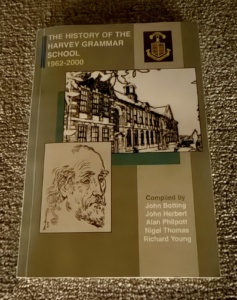 THE HISTORY OF THE
HARVEY GRAMMAR
SCHOOL
1962-2000
Compiled by
John Botting
John Herbert
Alan Philpott
Nigel Thomas
Richard Young